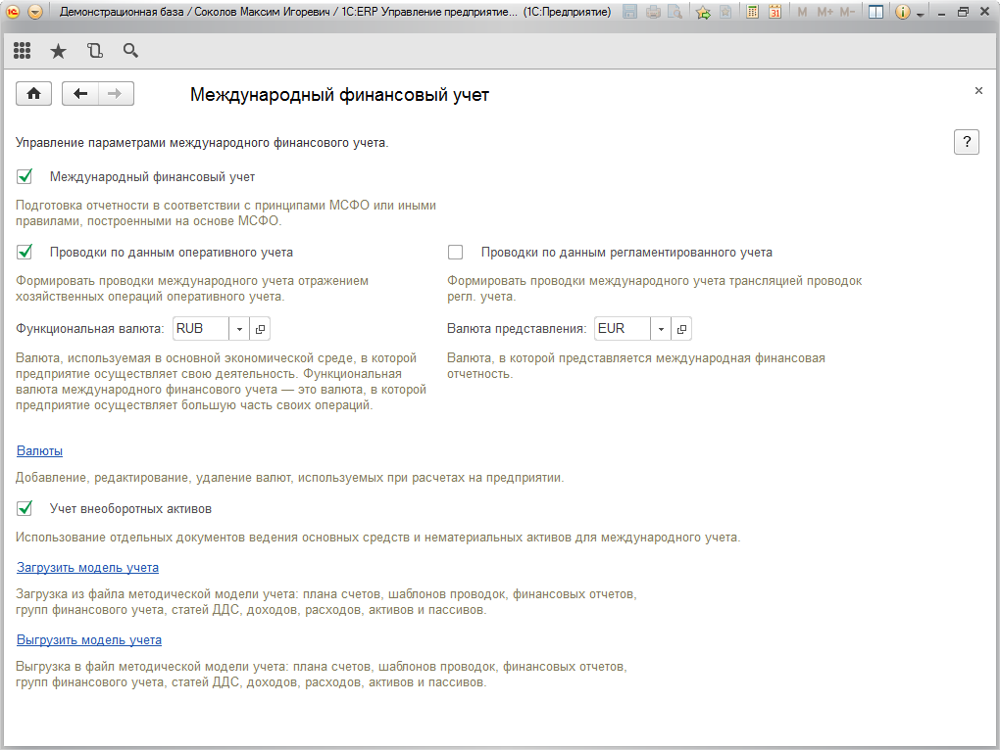 Демонстрационная база / Соколов Максим Игоревич / 1С:ERP Управление предприятие... (1С:Предприятие)
31 M M+ M-
Международный финансовый учет
Управление параметрами международного финансового учета.
?
Международный финансовый учет
Подготовка отчетности в соответствии с принципами МСФО или иными
правилами, построенными на основе МСФО.
Проводки по данным оперативного учета
Проводки по данным регламентированного учета
Формировать проводки международного учета отражением
хозяйственных операций оперативного учета.
Формировать проводки международного учета трансляцией проводок
регл. учета.
Функциональная валюта: RUB
Валюта представления: EUR
Валюта, используемая в основной экономической среде, в которой
предприятие осуществляет свою деятельность. Функциональная
валюта международного финансового учета — это валюта, в которой
предприятие осуществляет большую часть своих операций.
Валюта, в которой представляется международная финансовая
отчетность.
Валюты
Добавление, редактирование, удаление валют, используемых при расчетах на предприятии.
Учет внеоборотных активов
Использование отдельных документов ведения основных средств и нематериальных активов для международного учета.
Загрузить модель учета
Загрузка из файла методической модели учета: плана счетов, шаблонов проводок, финансовых отчетов,
групп финансового учета, статей ДДС, доходов, расходов, активов и пассивов.
Выгрузить модель учета
Выгрузка в файл методической модели учета: плана счетов, шаблонов проводок, финансовых отчетов,
групп финансового учета, статей ДДС, доходов, расходов, активов и пассивов.